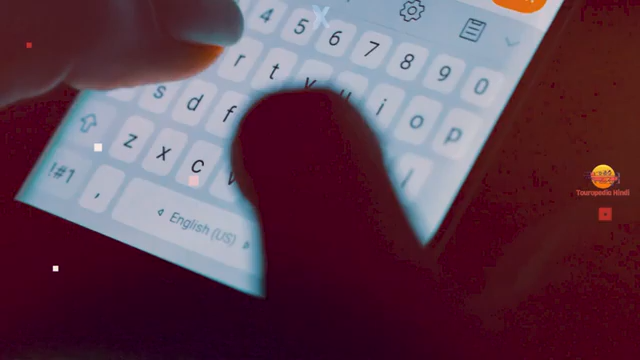 4 5 6 7 8 9 0
r t y u i o p
s d f l
z x c v
!#1 , English (US)
Touropedia Hindi